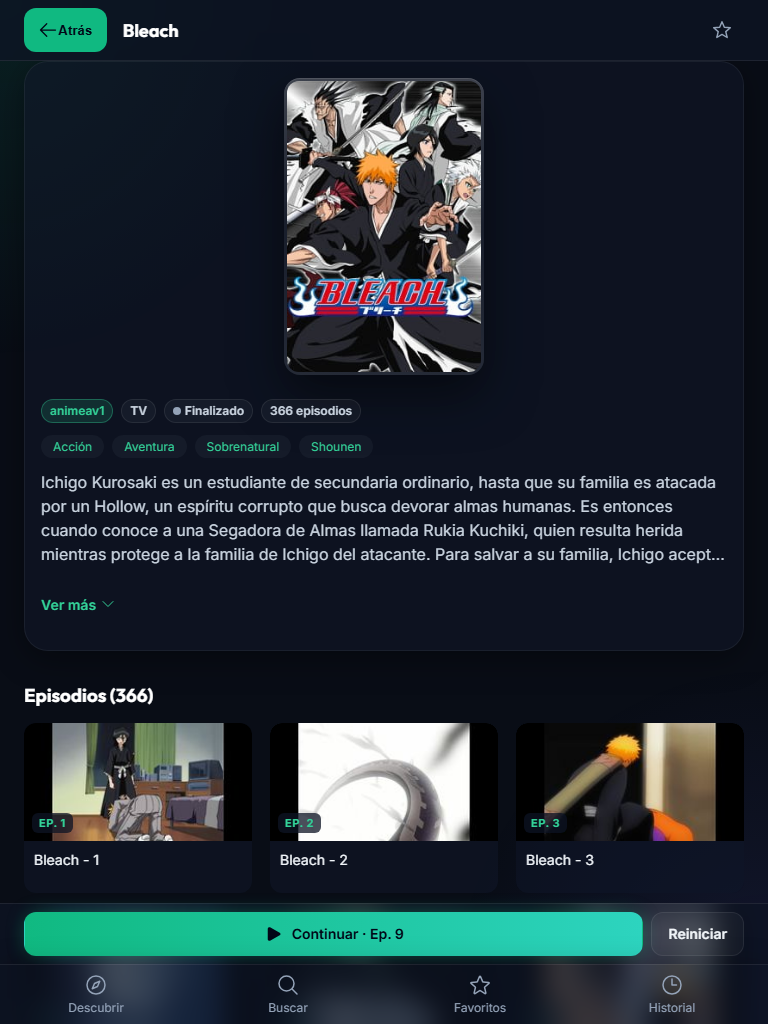 Atrás
Bleach
BLEACH
ブリーチ
animeav1
TV
Finalizado
366 episodios
Acción
Aventura
Sobrenatural
Shounen
Ichigo Kurosaki es un estudiante de secundaria ordinario, hasta que su familia es atacada
por un Hollow, un espíritu corrupto que busca devorar almas humanas. Es entonces
cuando conoce a una Segadora de Almas llamada Rukia Kuchiki, quien resulta herida
mientras protege a la familia de Ichigo del atacante. Para salvar a su familia, Ichigo acept...
Ver más
Episodios (366)
EP. 1
EP. 2
EP. 3
Bleach - 1
Bleach - 2
Bleach - 3
Continuar · Ep. 9
Reiniciar
Descubrir
Buscar
Favoritos
Historial